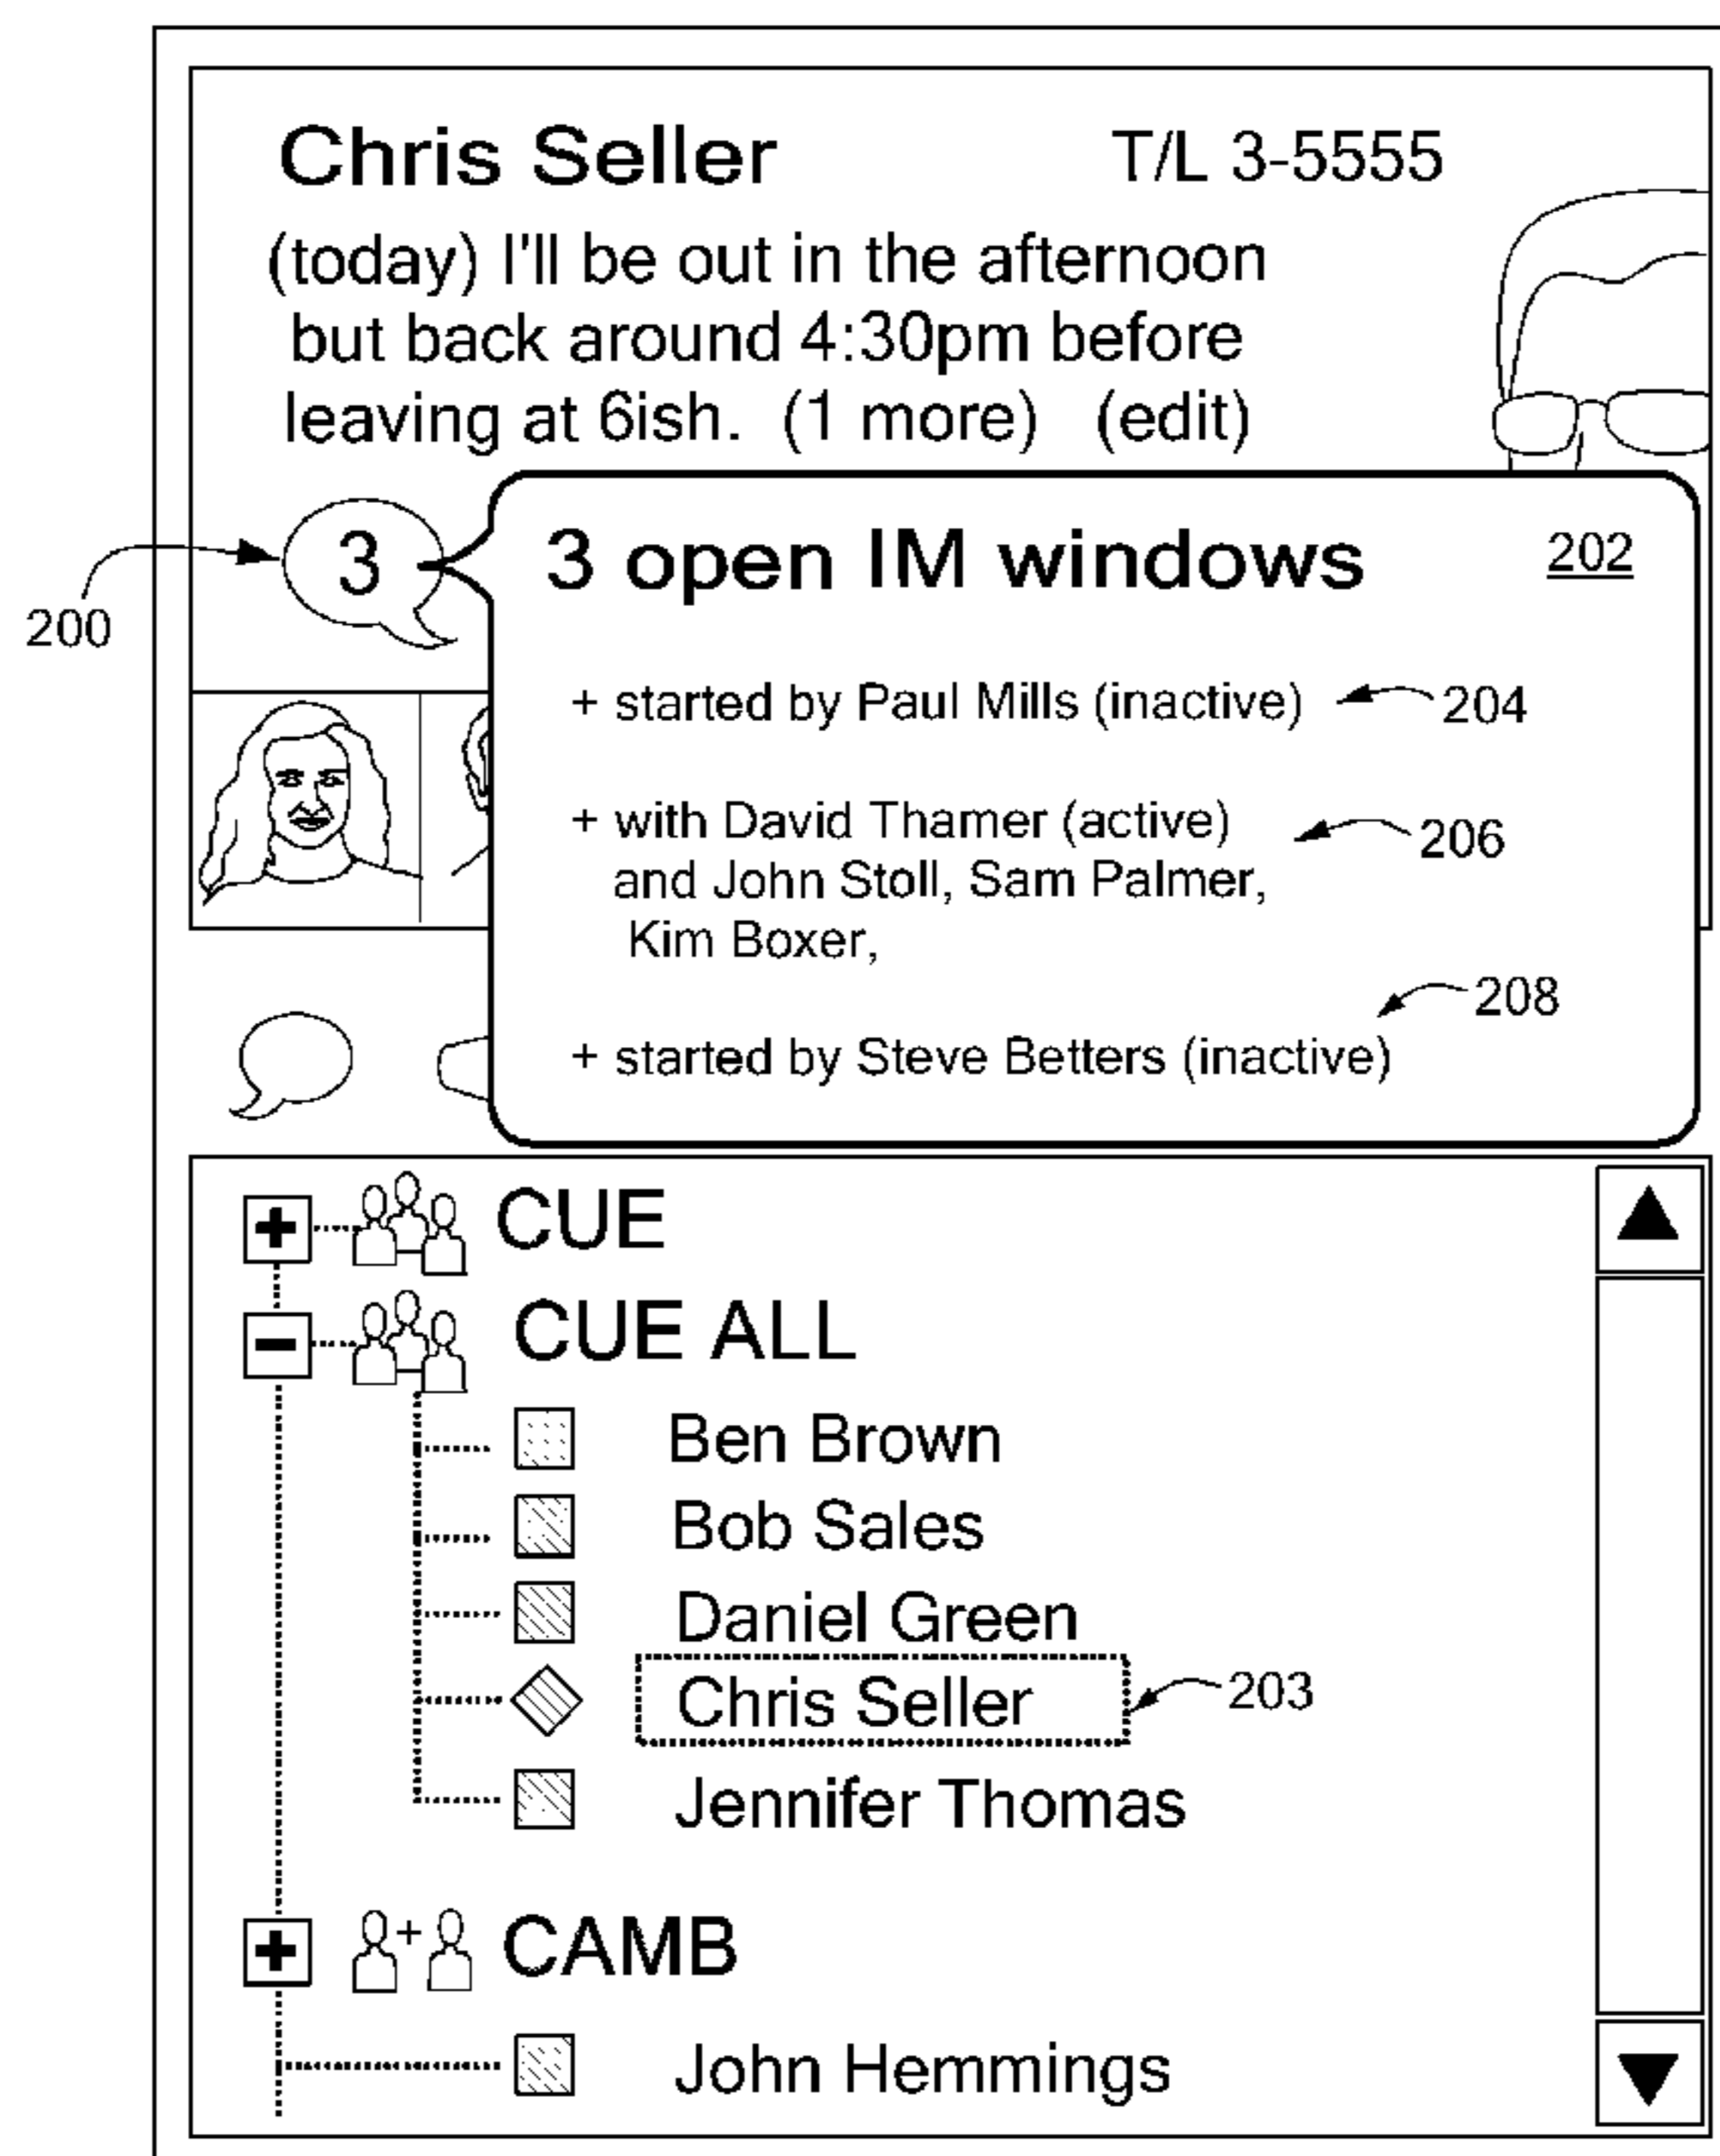 Chris Seller T/L 3-5555
(today) I'll be out in the afternoon
but back around 4:30pm before
leaving at 6ish. (1 more) (edit)
200
3
3 open IM windows 202
+ started by Paul Mills (inactive) 204
+ with David Thamer (active) 206
and John Stoll, Sam Palmer,
Kim Boxer,
208
+ started by Steve Betters (inactive)
+ CUE
- CUE ALL
Ben Brown
Bob Sales
Daniel Green
Chris Seller 203
Jennifer Thomas
+ + CAMB
John Hemmings